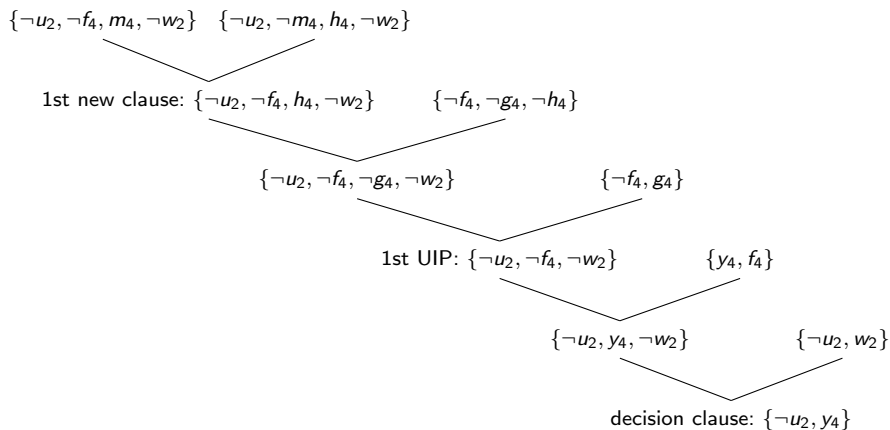 {¬u₂, ¬f₄, m₄, ¬w₂} {¬u₂, ¬m₄, h₄, ¬w₂}
1st new clause: {¬u₂, ¬f₄, h₄, ¬w₂} {¬f₄, ¬g₄, ¬h₄}
{¬u₂, ¬f₄, ¬g₄, ¬w₂} {¬f₄, g₄}
1st UIP: {¬u₂, ¬f₄, ¬w₂} {y₄, f₄}
{¬u₂, y₄, ¬w₂} {¬u₂, w₂}
decision clause: {¬u₂, y₄}